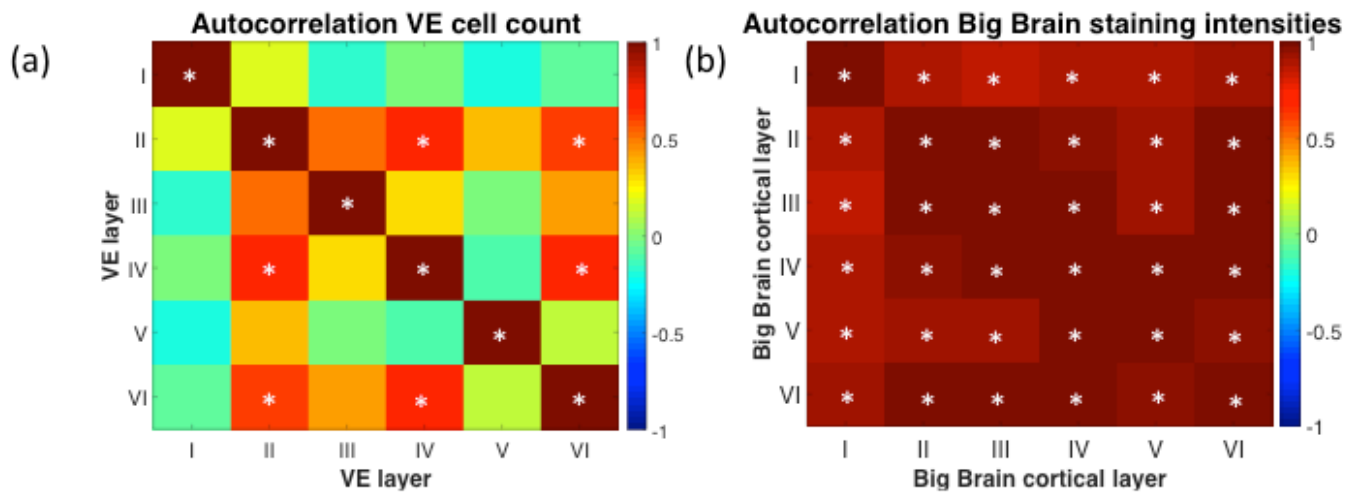 (a)
Autocorrelation VE cell count
VE layer
I
II
III
IV
V
VI
* 
* * *
*
* * *
*
* * *
I II III IV V VI
VE layer
1
0.5
0
-0.5
-1
(b)
Autocorrelation Big Brain staining intensities
Big Brain cortical layer
I
II
III
IV
V
VI
* * * * * *
* * * * * *
* * * * * *
* * * * * *
* * * * * *
* * * * * *
I II III IV V VI
Big Brain cortical layer
1
0.5
0
-0.5
-1